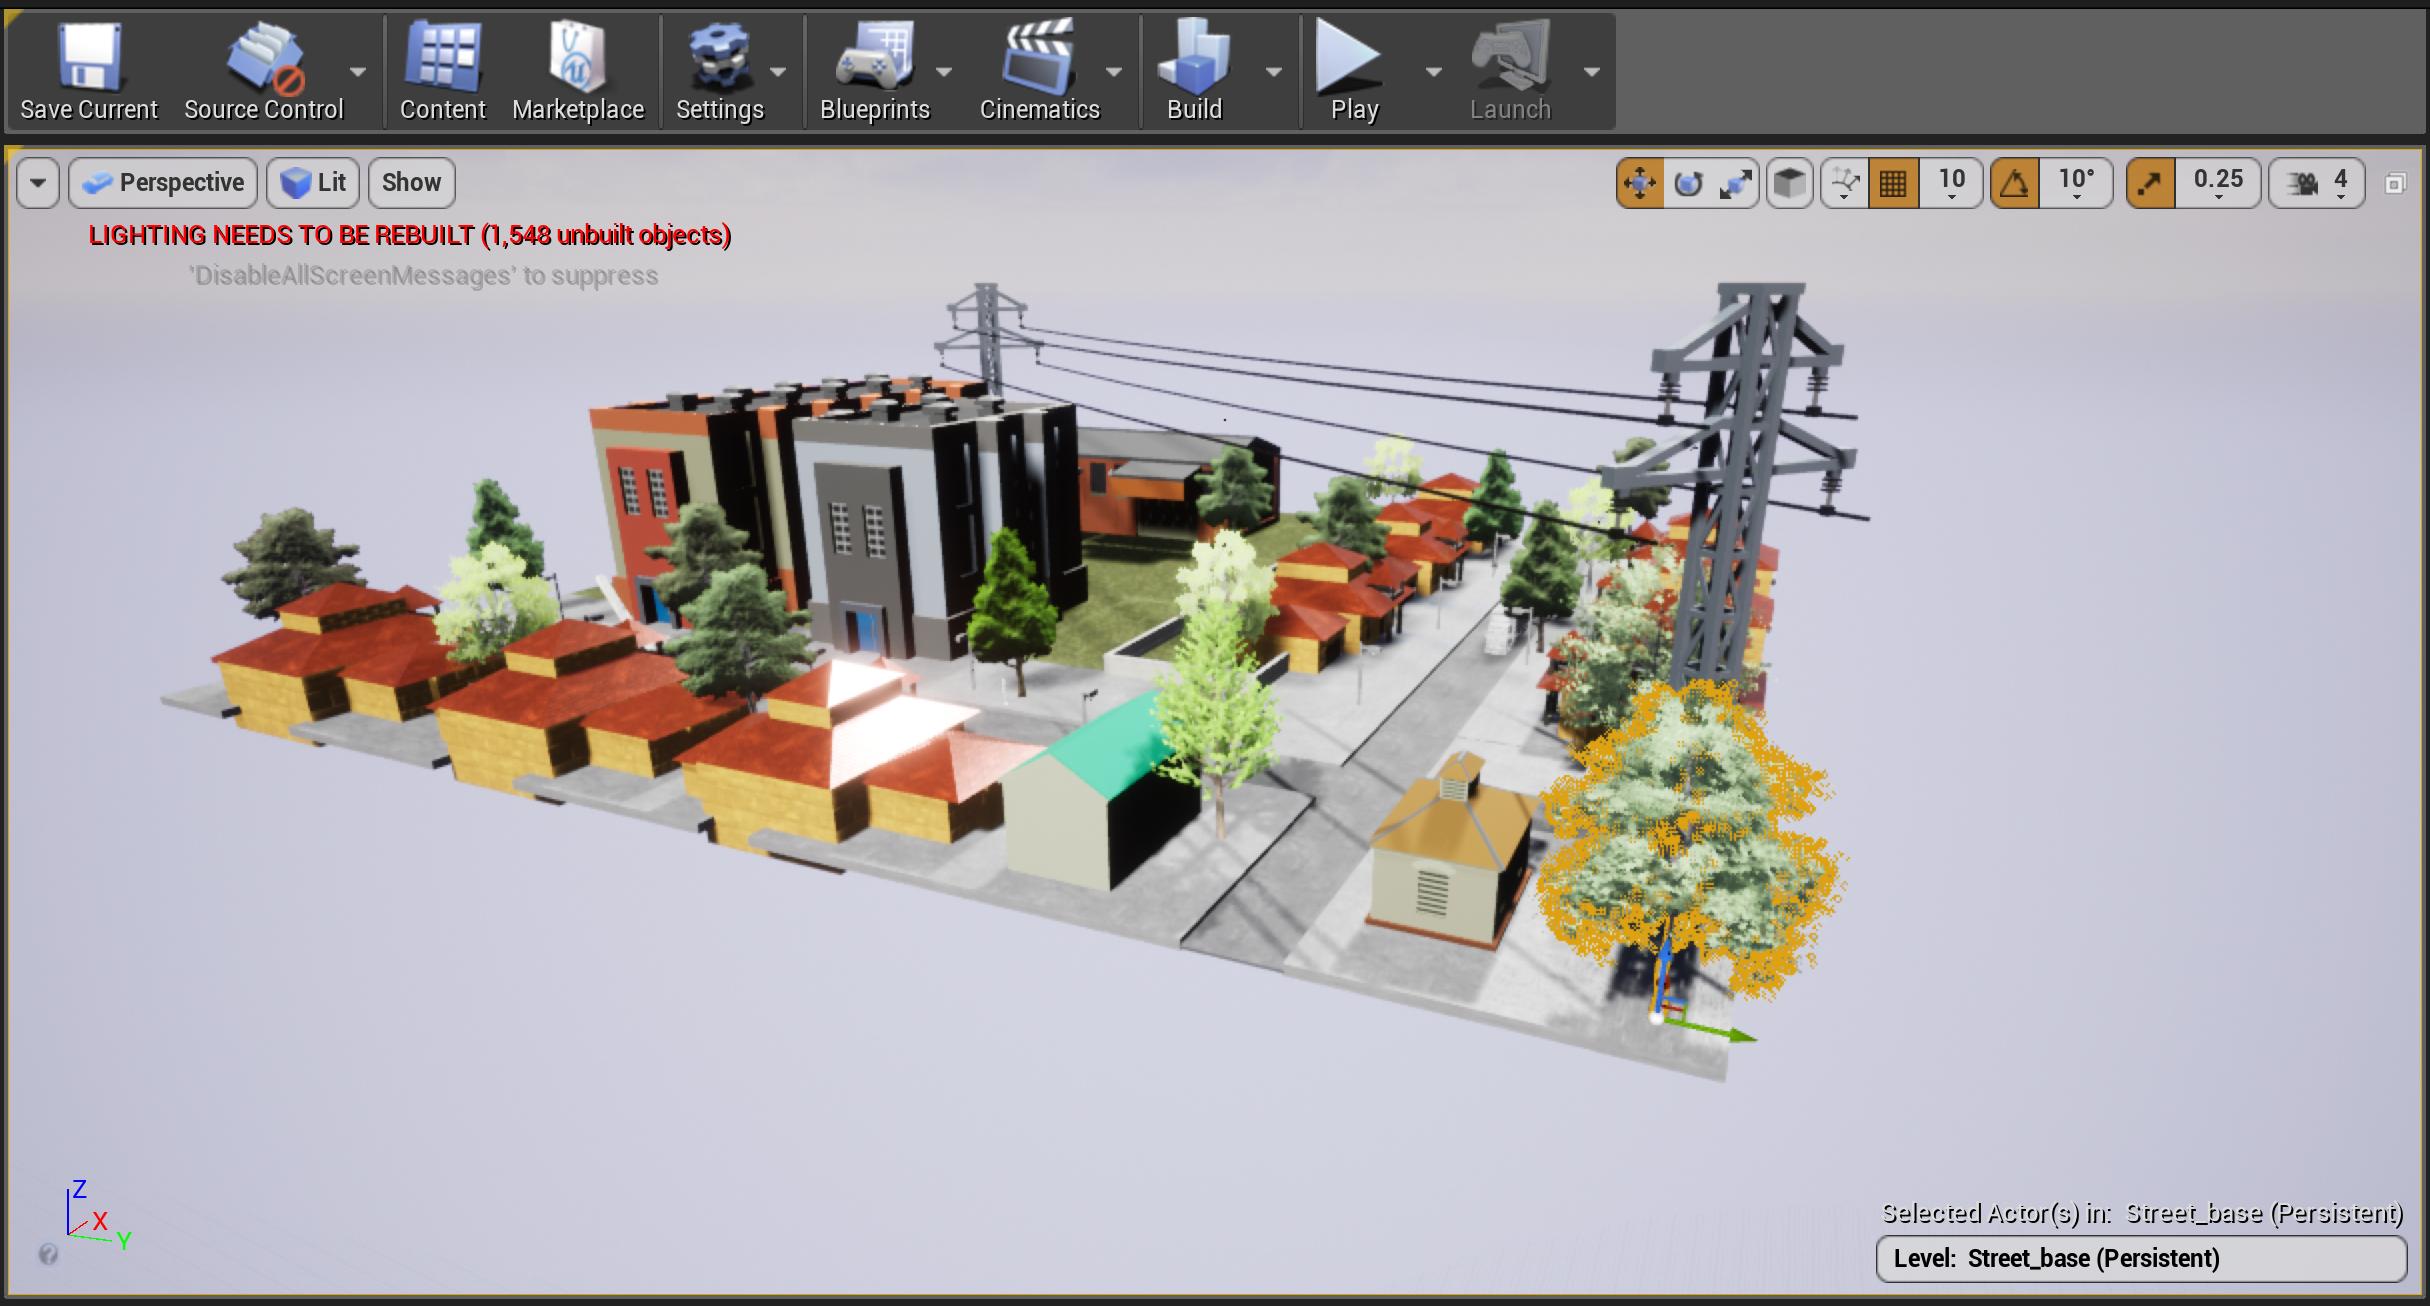 Save Current
Source Control
Content
Marketplace
Settings
Blueprints
Cinematics
Build
Play
Launch
Perspective
Lit
Show
10
10°
0.25
4
LIGHTING NEEDS TO BE REBUILT (1,548 unbuilt objects)
'DisableAllScreenMessages' to suppress
Z
X
Y
Selected Actor(s) in: Street_base (Persistent)
Level: Street_base (Persistent)